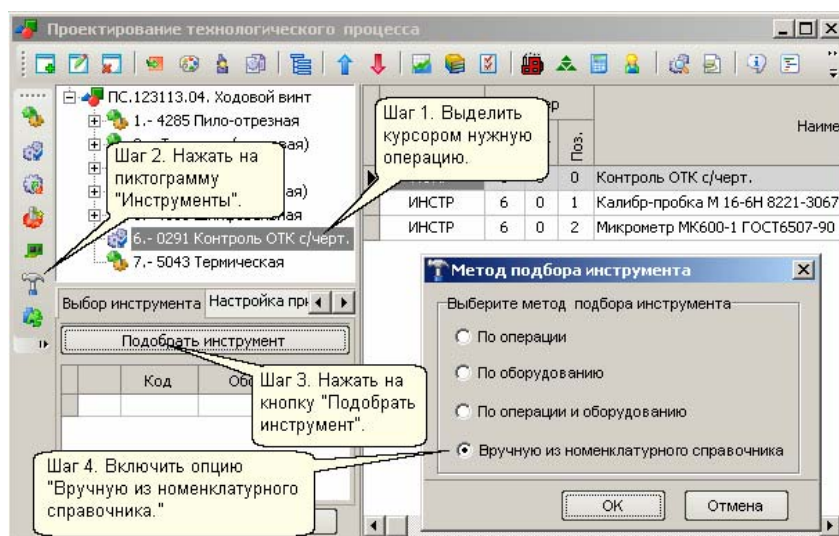 Проектирование технологического процесса
ПС.123113.04. Ходовой винт
1.- 4285 Пило-отрезная
Шаг 1. Выделить
курсором нужную
операцию.
Поз.
Наиме
Шаг 2. Нажать на
пиктограмму
"Инструменты".
0 Контроль ОТК с/черт.
ИНСТР 6 0 1 Калибр-пробка М 16-6Н 8221-3067
ИНСТР 6 0 2 Микрометр МК600-1 ГОСТ6507-90
6.- 0291 Контроль ОТК с/черт.
7.- 5043 Термическая
Метод подбора инструмента
Выберите метод подбора инструмента
По операции
По оборудованию
По операции и оборудованию
Вручную из номенклатурного справочника
ОК Отмена
Выбор инструмента Настройка при
Подобрать инструмент
Код Обо
Шаг 3. Нажать на
кнопку "Подобрать
инструмент".
Шаг 4. Включить опцию
"Вручную из номенклатурного
справочника."